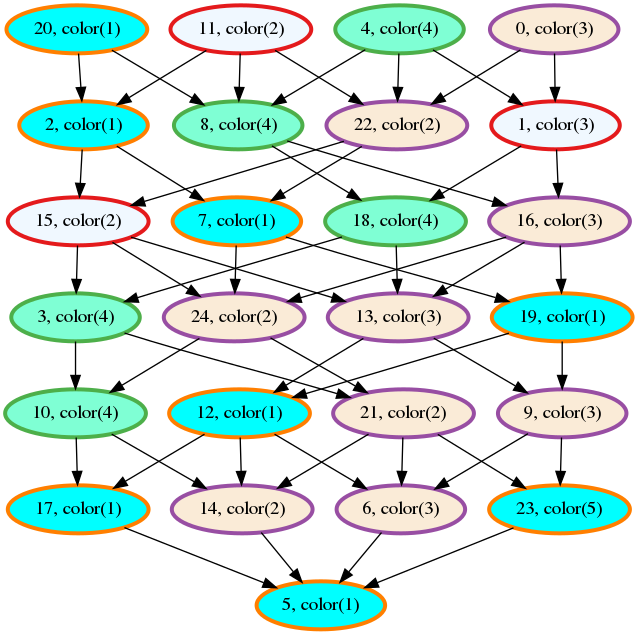 20, color(1)
11, color(2)
4, color(4)
0, color(3)
2, color(1)
8, color(4)
22, color(2)
1, color(3)
15, color(2)
7, color(1)
18, color(4)
16, color(3)
3, color(4)
24, color(2)
13, color(3)
19, color(1)
10, color(4)
12, color(1)
21, color(2)
9, color(3)
17, color(1)
14, color(2)
6, color(3)
23, color(5)
5, color(1)